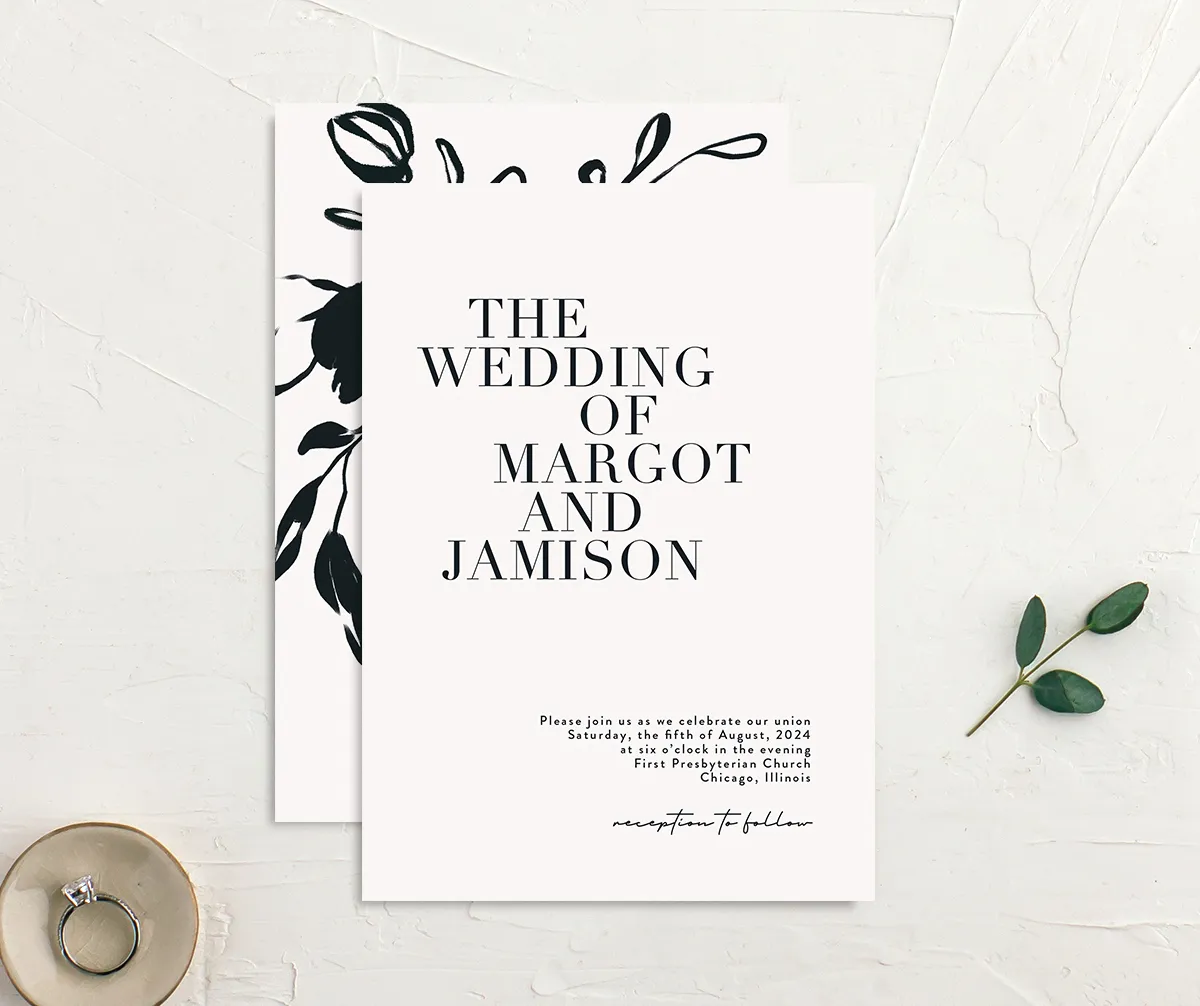 THE
WEDDING
OF
MARGOT
AND
JAMISON
Please join us as we celebrate our union
Saturday, the fifth of August, 2024
at six o’clock in the evening
First Presbyterian Church
Chicago, Illinois
reception to follow